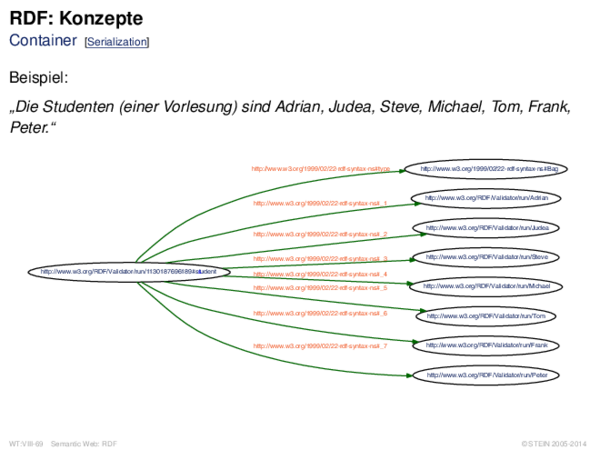 RDF: Konzepte
Container [Serialization]
Beispiel:
„Die Studenten (einer Vorlesung) sind Adrian, Judea, Steve, Michael, Tom, Frank,
Peter.“
http://www.w3.org/1999/02/22-rdf-syntax-ns#type
http://www.w3.org/1999/02/22-rdf-syntax-ns#Bag
http://www.w3.org/RDF/Validator/run/Adrian
http://www.w3.org/1999/02/22-rdf-syntax-ns#_1
http://www.w3.org/RDF/Validator/run/Judea
http://www.w3.org/1999/02/22-rdf-syntax-ns#_2
http://www.w3.org/RDF/Validator/run/Steve
http://www.w3.org/1999/02/22-rdf-syntax-ns#_3
http://www.w3.org/RDF/Validator/run/1130187696189#student
http://www.w3.org/1999/02/22-rdf-syntax-ns#_4
http://www.w3.org/RDF/Validator/run/Michael
http://www.w3.org/1999/02/22-rdf-syntax-ns#_5
http://www.w3.org/1999/02/22-rdf-syntax-ns#_6
http://www.w3.org/RDF/Validator/run/Tom
http://www.w3.org/RDF/Validator/run/Frank
http://www.w3.org/1999/02/22-rdf-syntax-ns#_7
http://www.w3.org/RDF/Validator/run/Peter
WT:VIII-69 Semantic Web: RDF
© STEIN 2005-2014